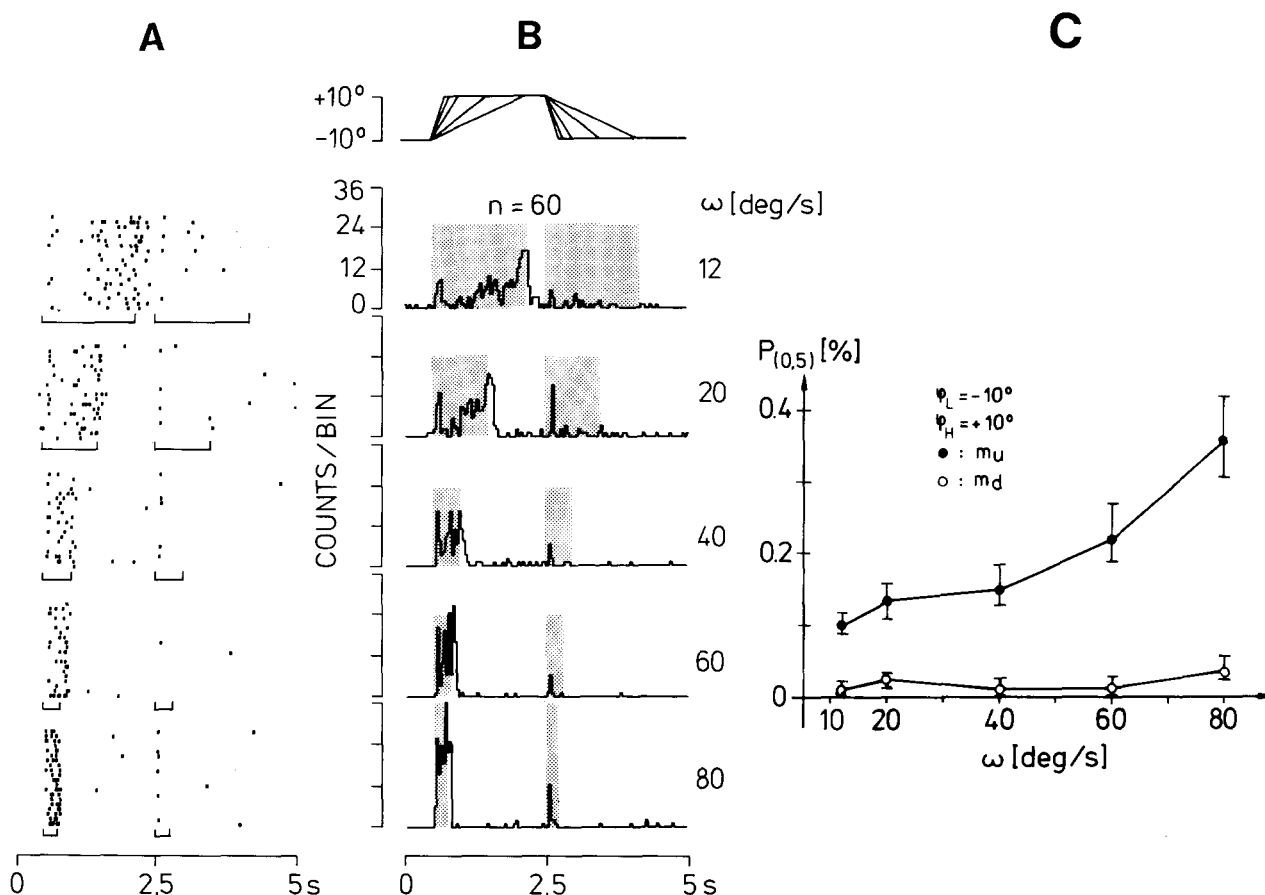 A
B
C
+10°
-10°
36
24
12
0
n = 60
ω [deg/s]
12
20
40
60
80
COUNTS/BIN
0
2.5
5 s
0
2.5
5 s
P(0,5) [%]
0.4
0.2
0
φL = -10°
φH = +10°
● : mu
○ : md
10
20
40
60
80
ω [deg/s]